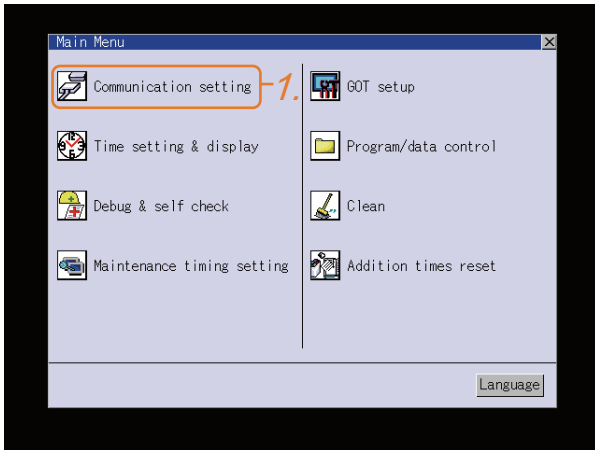 Main Menu
Communication setting
1.
GOT setup
Time setting & display
Program/data control
Debug & self check
Clean
Maintenance timing setting
Addition times reset
Language